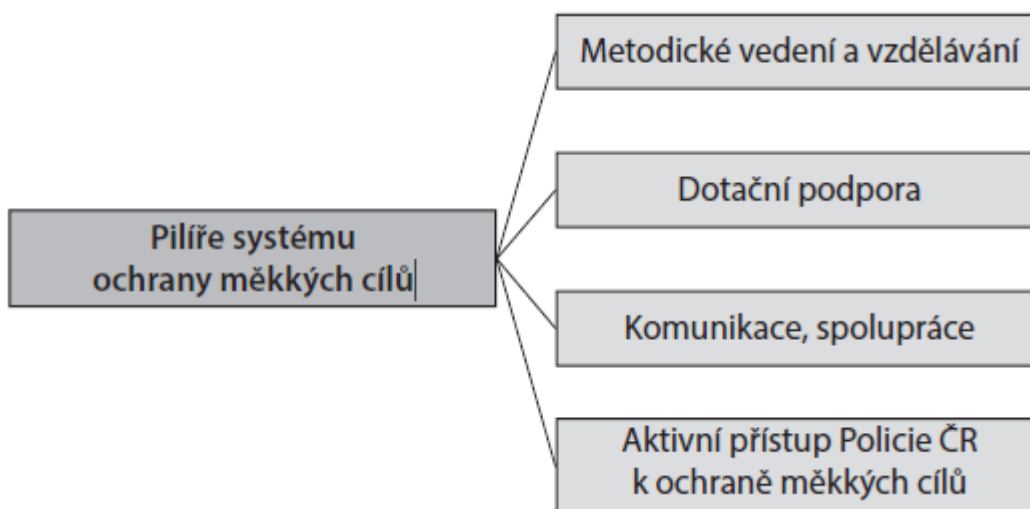 Metodické vedení a vzdělávání
Dotační podpora
Pilíře systému
ochrany měkkých cílů
Komunikace, spolupráce
Aktivní přístup Policie ČR
k ochraně měkkých cílů